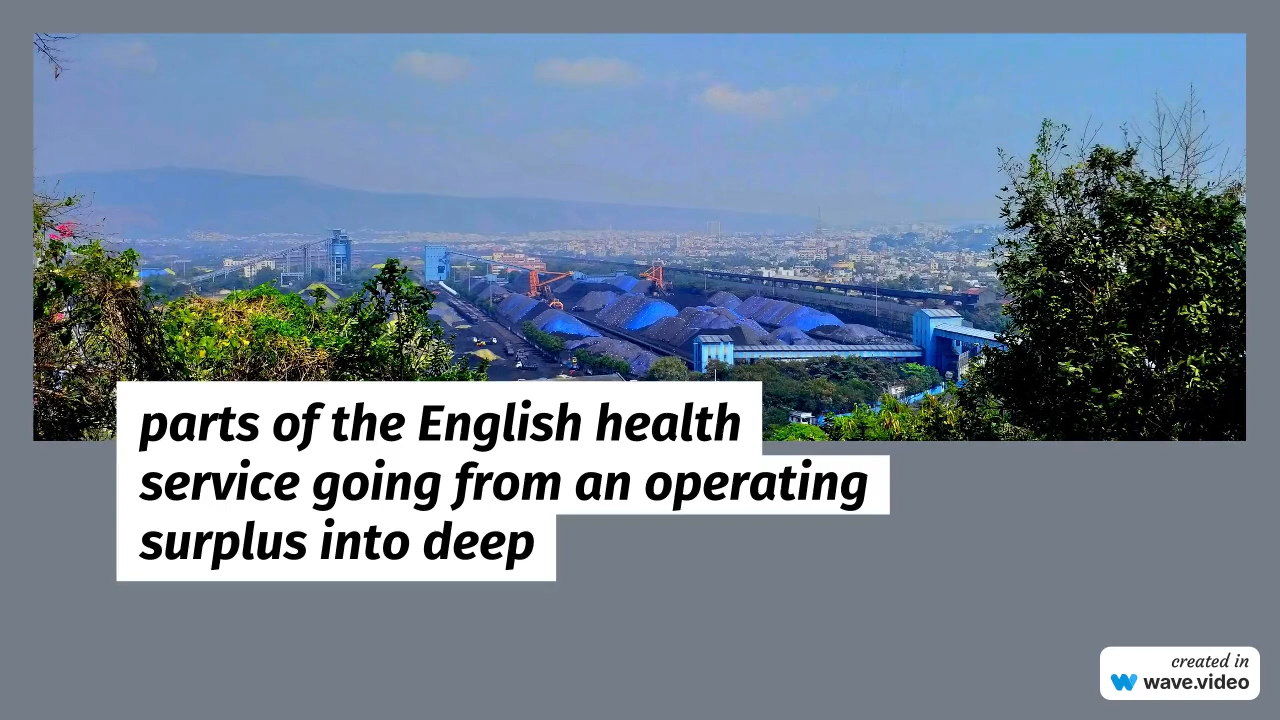 parts of the English health
service going from an operating
surplus into deep
created in
wave.video